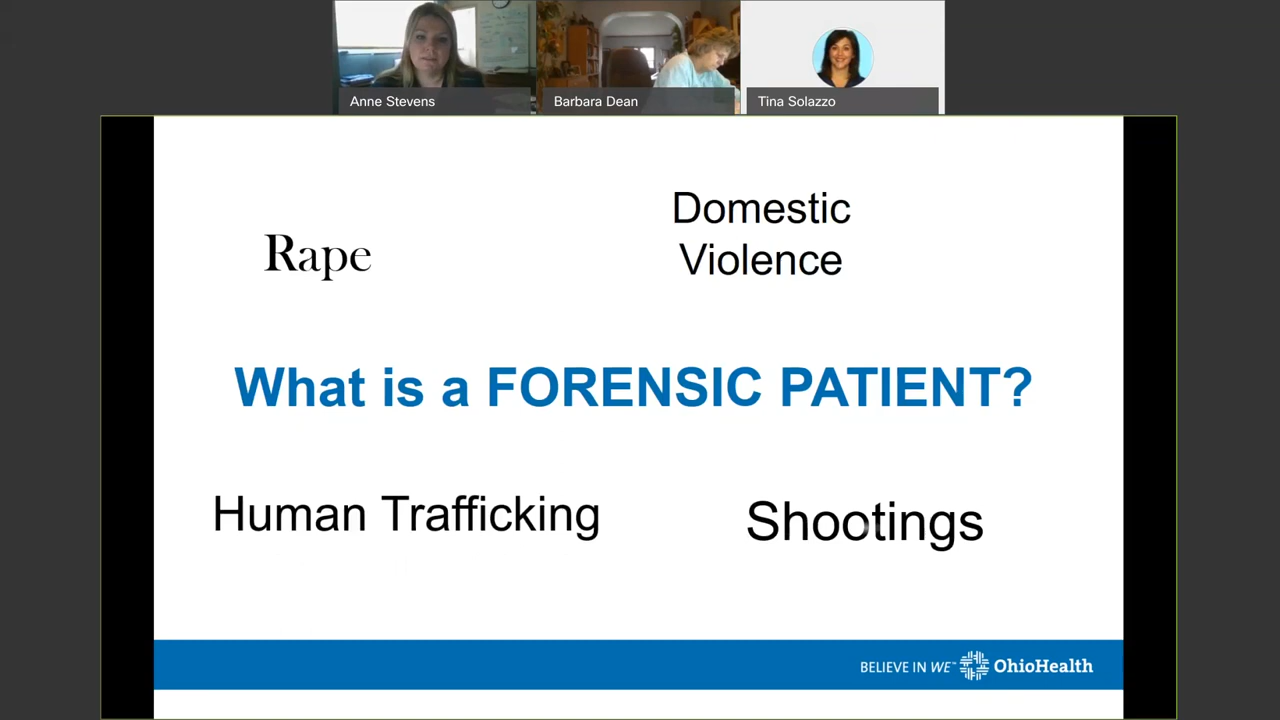 Anne Stevens
Barbara Dean
Tina Solazzo
Domestic
Violence
Rape
What is a FORENSIC PATIENT?
Human Trafficking
Shootings
BELIEVE IN WE™ OhioHealth